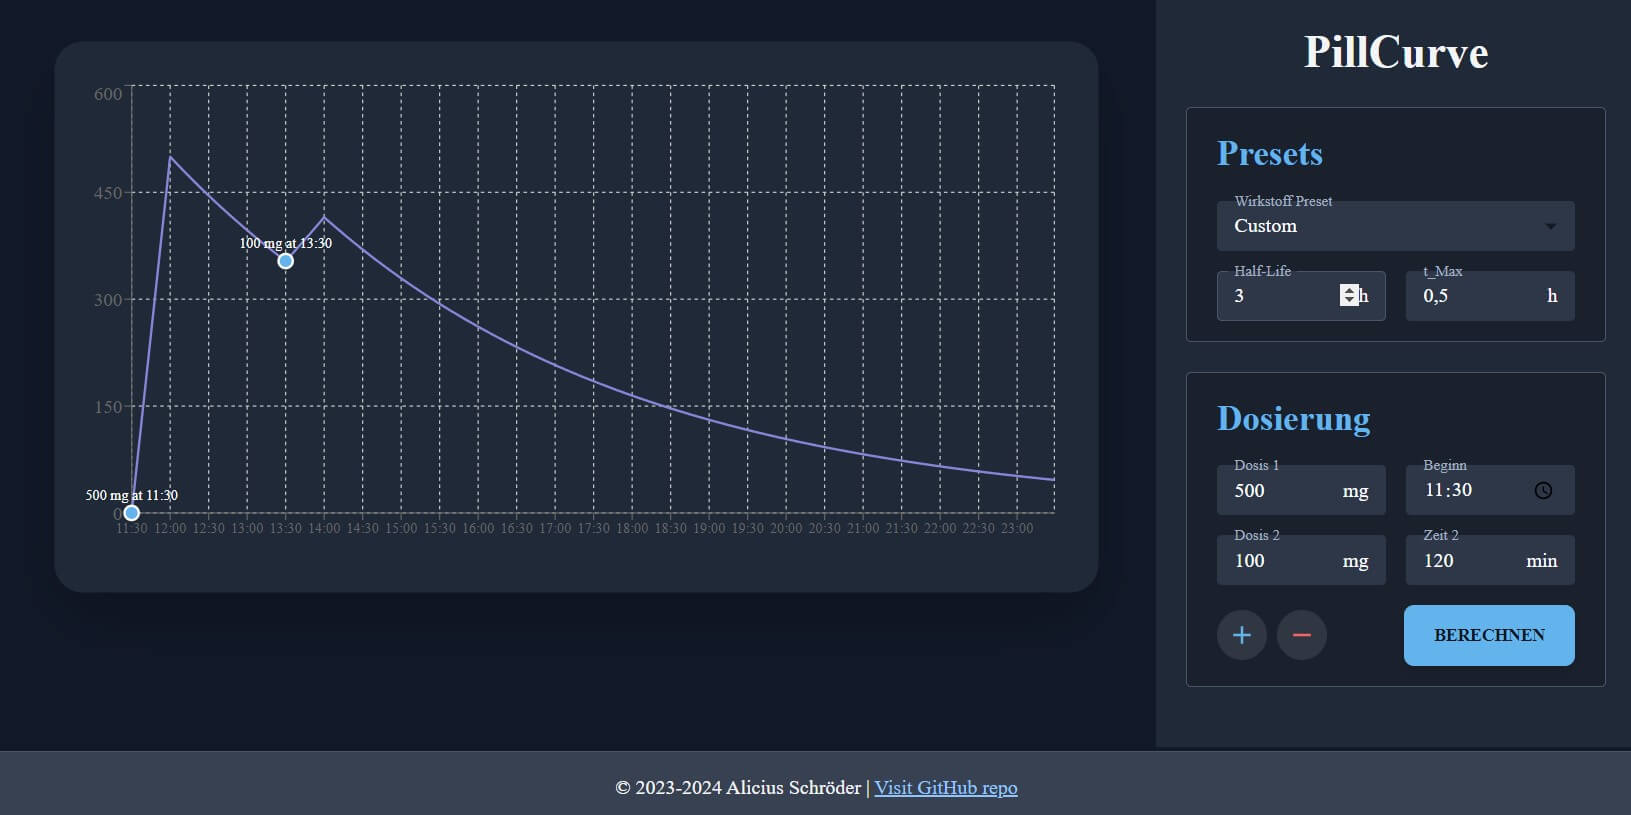 PillCurve
600
450
300
150
0
100 mg at 13:30
500 mg at 11:30
11:30 12:00 12:30 13:00 13:30 14:00 14:30 15:00 15:30 16:00 16:30 17:00 17:30 18:00 18:30 19:00 19:30 20:00 20:30 21:00 21:30 22:00 22:30 23:00
Presets
Wirkstoff Preset
Custom
Half-Life t_Max
3 h 0,5 h
Dosierung
Dosis 1 Beginn
500 mg 11:30
Dosis 2 Zeit 2
100 mg 120 min
BERECHNEN
© 2023-2024 Alicius Schröder | Visit GitHub repo